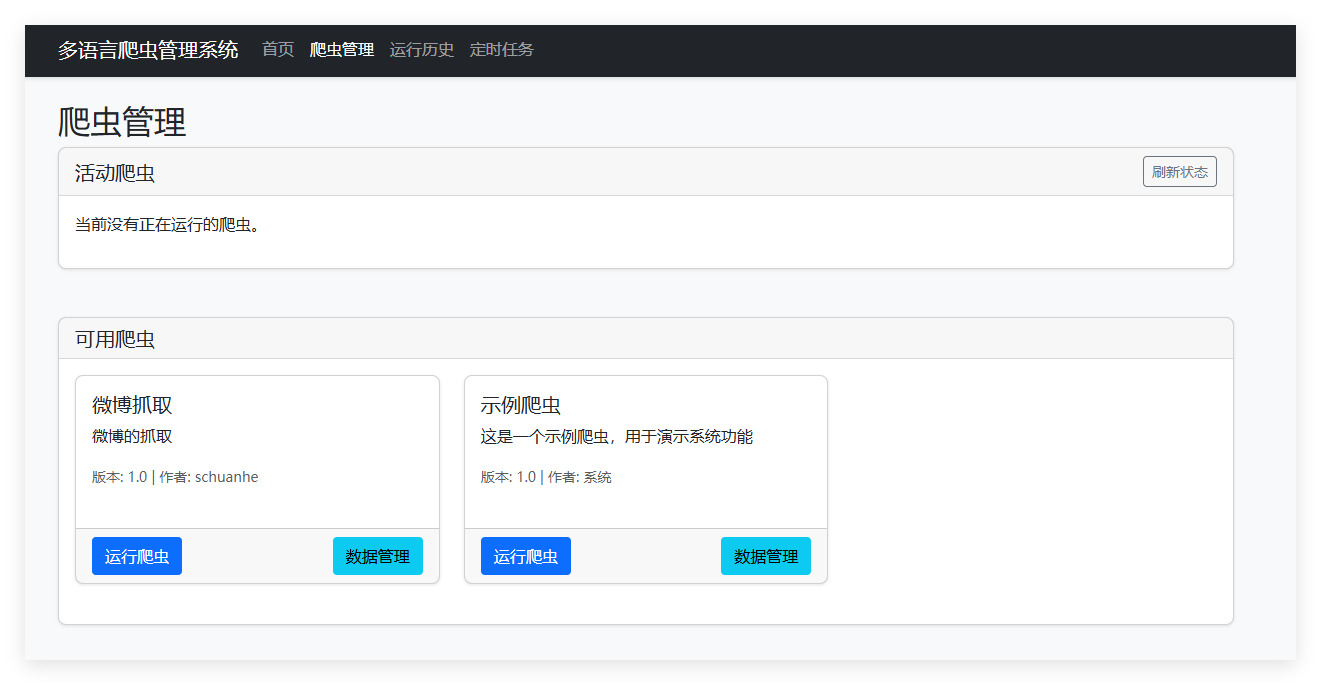 多语言爬虫管理系统 首页 爬虫管理 运行历史 定时任务
爬虫管理
活动爬虫 刷新状态
当前没有正在运行的爬虫。
可用爬虫
微博抓取
微博的抓取
版本: 1.0 | 作者: schuanhe
运行爬虫 数据管理
示例爬虫
这是一个示例爬虫，用于演示系统功能
版本: 1.0 | 作者: 系统
运行爬虫 数据管理